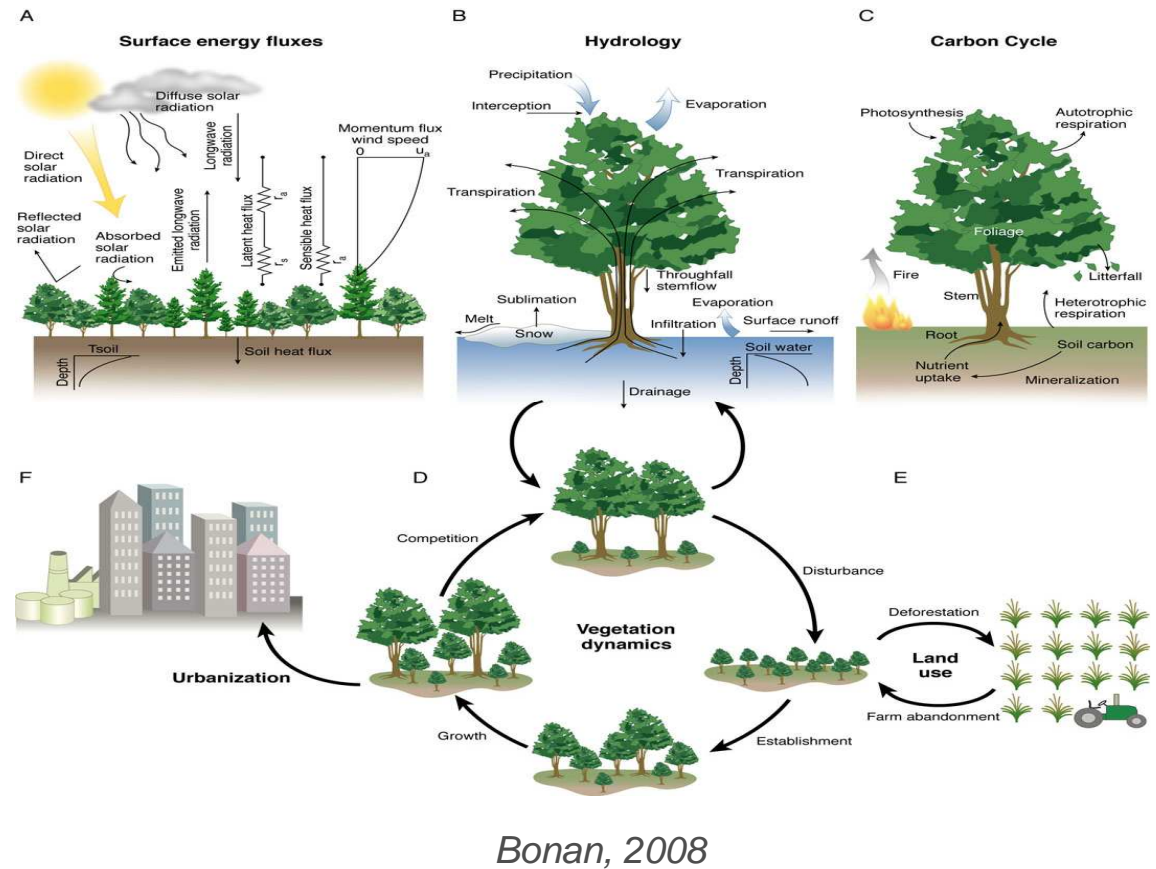 A
Surface energy fluxes
Diffuse solar
radiation
Longwave
radiation
Momentum flux
wind speed
0
ua
Direct
solar
radiation
Reflected
solar
radiation
Absorbed
solar
radiation
Emitted longwave
radiation
Latent heat flux
ra
rs
Sensible heat flux
ra
Tsoil
Depth
Soil heat flux
B
Hydrology
Precipitation
Interception
Evaporation
Transpiration
Transpiration
Throughfall
stemflow
Sublimation
Evaporation
Melt
Snow
Infiltration
Surface runoff
Soil water
Depth
Drainage
C
Carbon Cycle
Photosynthesis
Autotrophic
respiration
Foliage
Fire
Litterfall
Stem
Heterotrophic
respiration
Root
Soil carbon
Nutrient
uptake
Mineralization
F
D
E
Competition
Disturbance
Vegetation
dynamics
Deforestation
Land
use
Farm abandonment
Urbanization
Growth
Establishment
Bonan, 2008